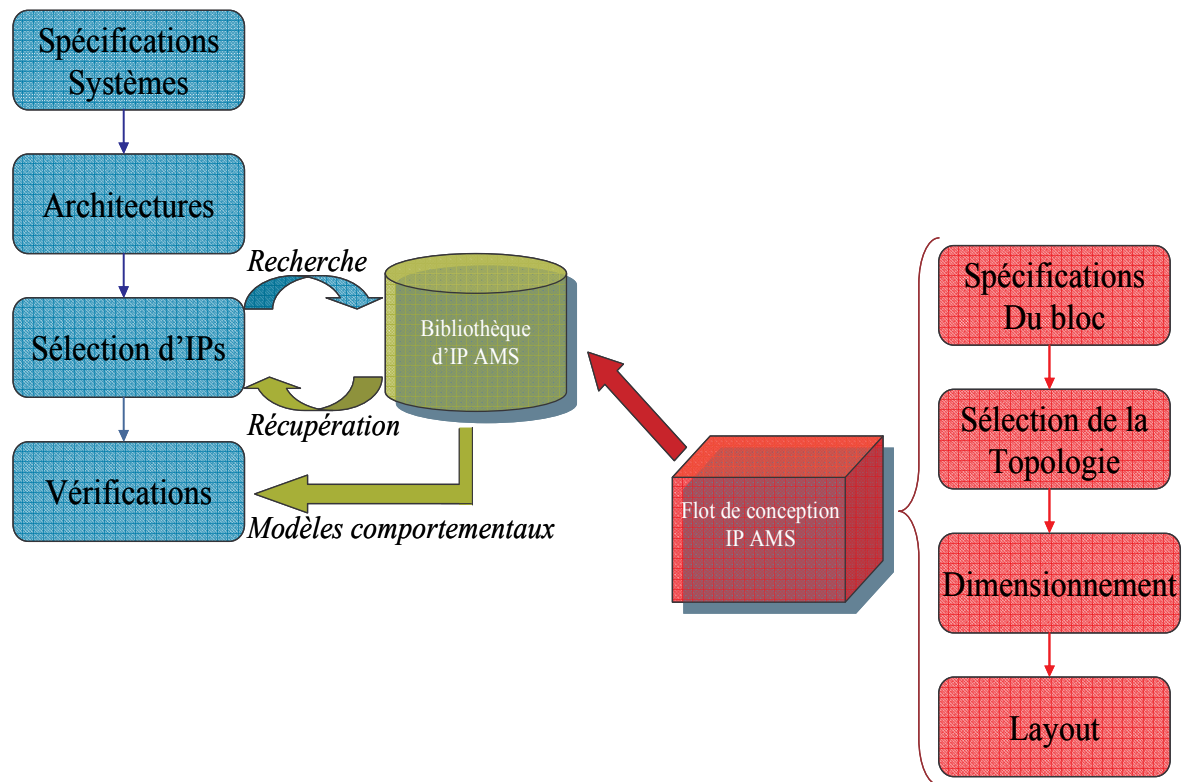 Spécifications
Systèmes
Architectures
Recherche
Sélection d'IPs
Bibliothèque
d'IP AMS
Récupération
Vérifications
Modèles comportementaux
Flot de conception
IP AMS
Spécifications
Du bloc
Sélection de la
Topologie
Dimensionnement
Layout